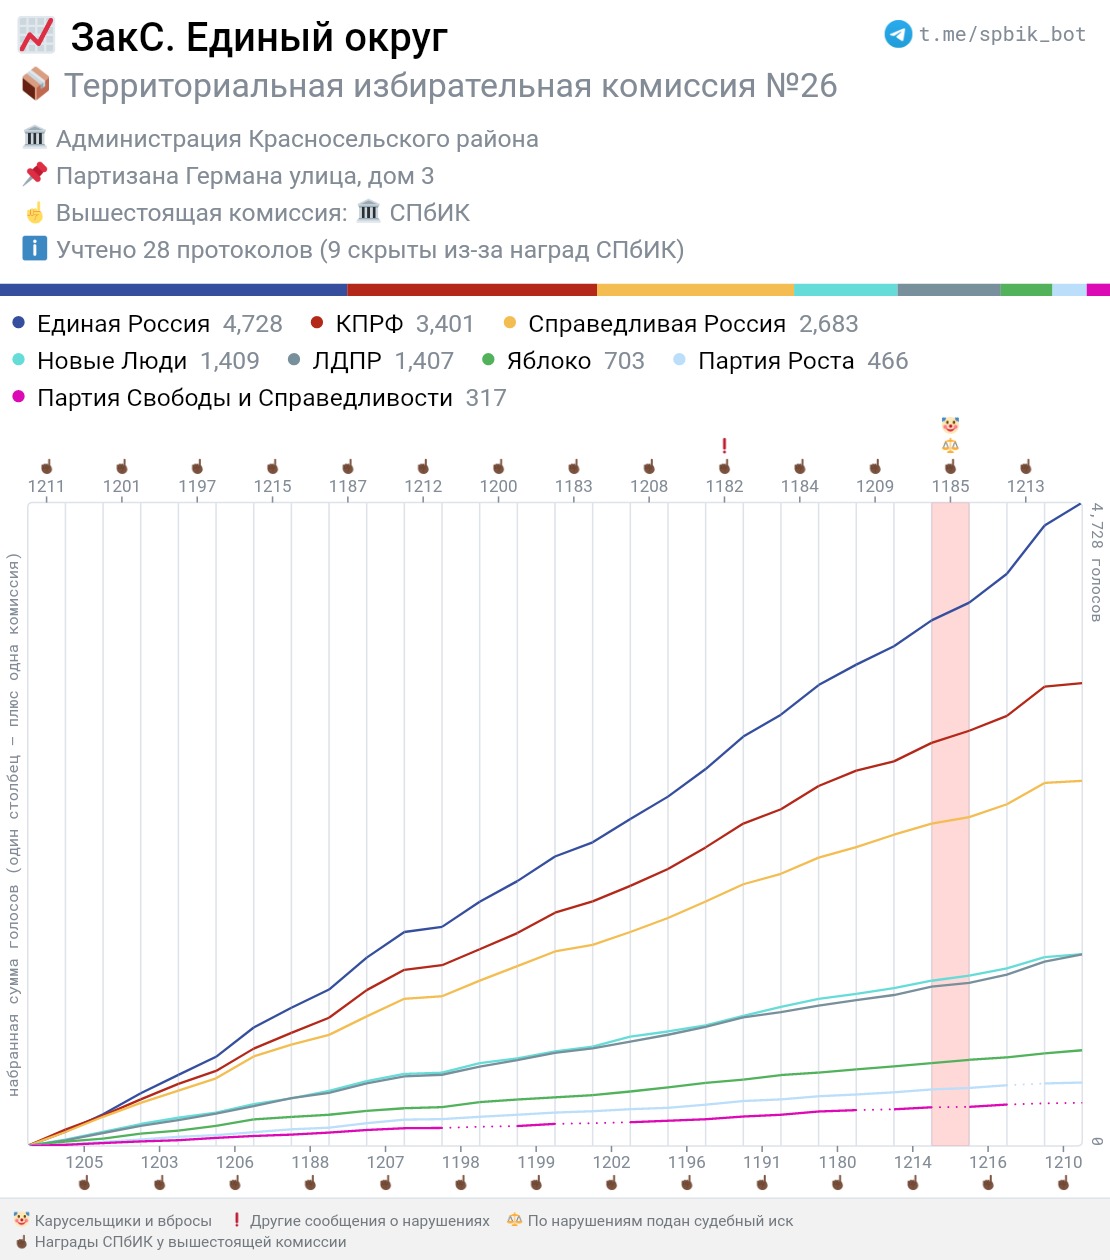 ЗакС. Единый округ
t.me/spbik_bot
Территориальная избирательная комиссия №26
Администрация Красносельского района
Партизана Германа улица, дом 3
Вышестоящая комиссия: СПбИК
Учтено 28 протоколов (9 скрыты из-за наград СПбИК)
Единая Россия 4,728 КПРФ 3,401 Справедливая Россия 2,683
Новые Люди 1,409 ЛДПР 1,407 Яблоко 703 Партия Роста 466
Партия Свободы и Справедливости 317
1211 1201 1197 1215 1187 1212 1200 1183 1208 1182 1184 1209 1185 1213
набранная сумма голосов (один столбец — плюс одна комиссия)
4,728 голосов
0
1205 1203 1206 1188 1207 1198 1199 1202 1196 1191 1180 1214 1216 1210
Карусельщики и вбросы Другие сообщения о нарушениях По нарушениям подан судебный иск
Награды СПбИК у вышестоящей комиссии